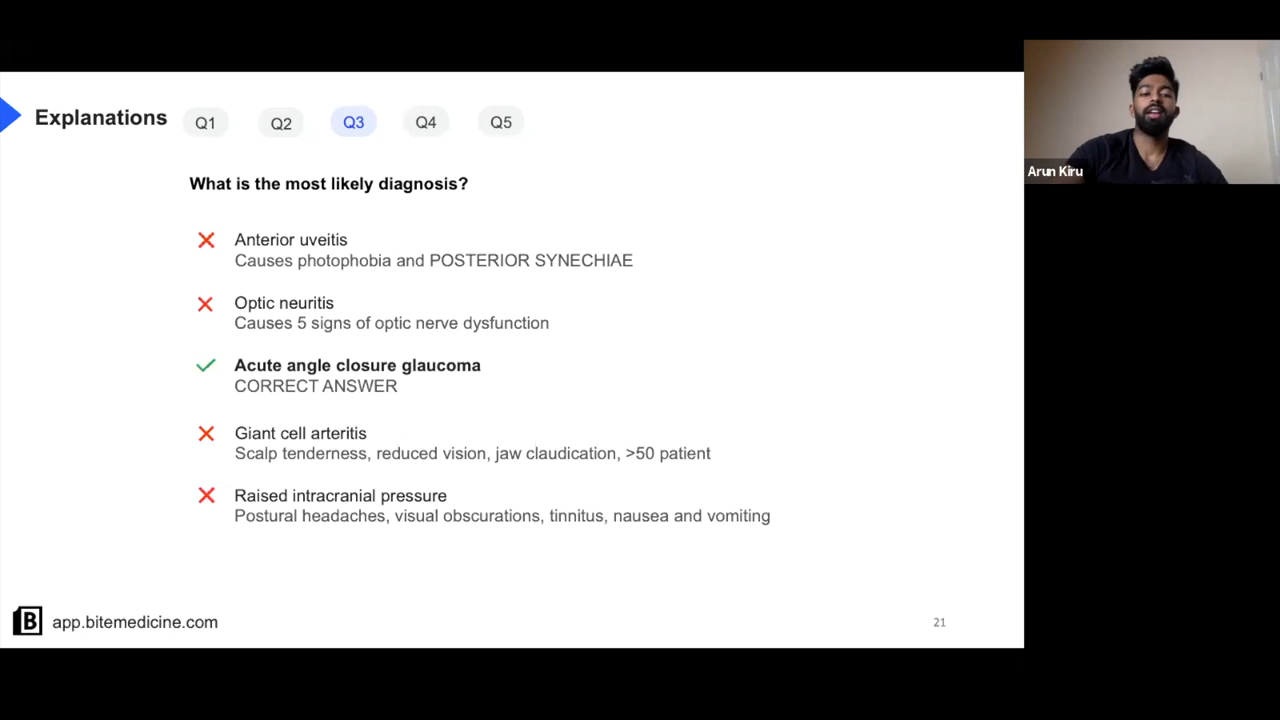 Explanations
Q1
Q2
Q3
Q4
Q5
What is the most likely diagnosis?
Anterior uveitis
Causes photophobia and POSTERIOR SYNECHIAE
Optic neuritis
Causes 5 signs of optic nerve dysfunction
Acute angle closure glaucoma
CORRECT ANSWER
Giant cell arteritis
Scalp tenderness, reduced vision, jaw claudication, >50 patient
Raised intracranial pressure
Postural headaches, visual obscurations, tinnitus, nausea and vomiting
B
app.bitemedicine.com
21
Arun Kiru